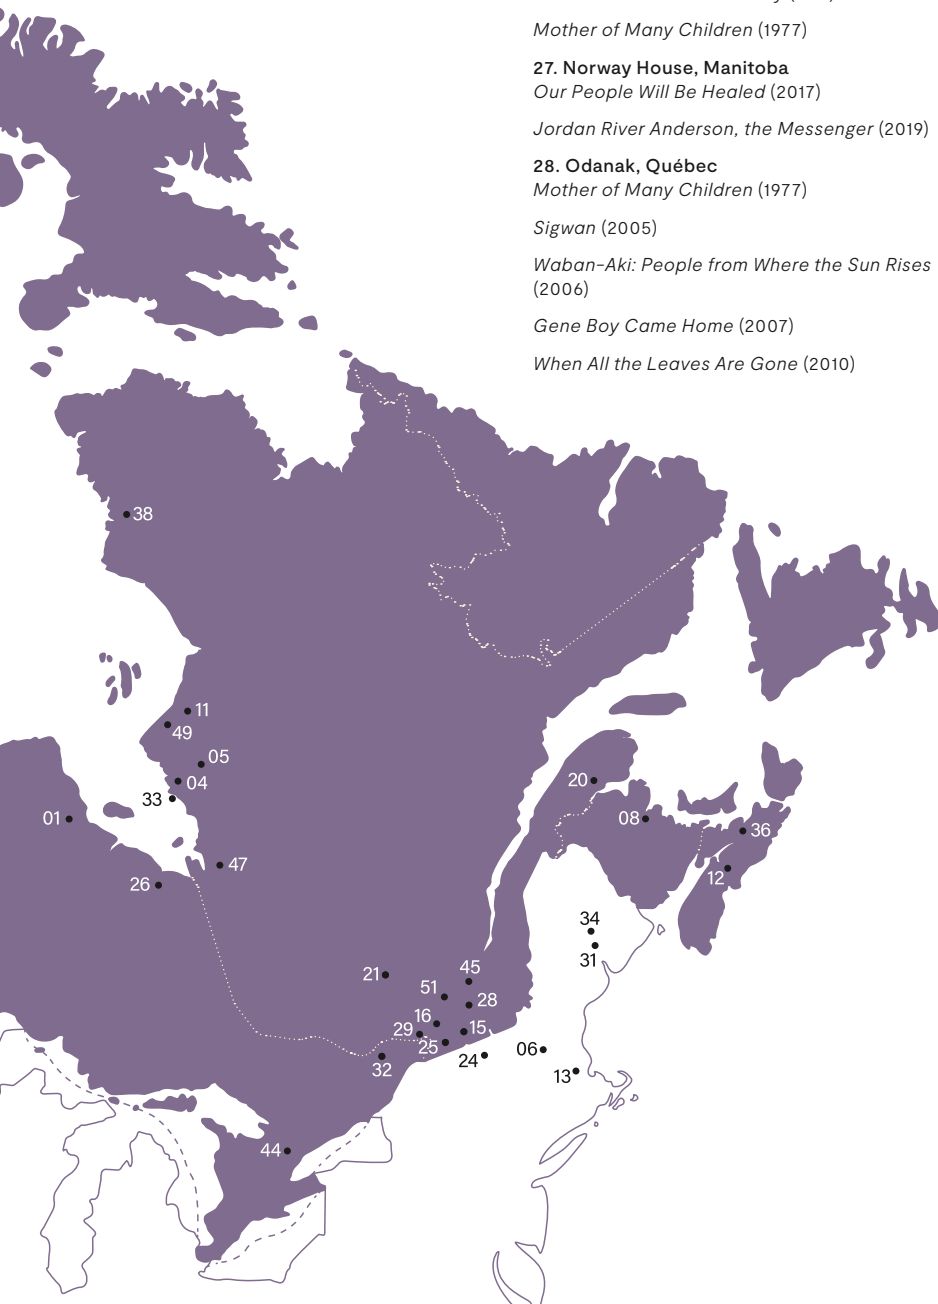 Mother of Many Children (1977)
27. Norway House, Manitoba
Our People Will Be Healed (2017)
Jordan River Anderson, the Messenger (2019)
28. Odanak, Québec
Mother of Many Children (1977)
Sigwan (2005)
Waban-Aki: People from Where the Sun Rises
(2006)
Gene Boy Came Home (2007)
When All the Leaves Are Gone (2010)
38
11
49
05
04
33
20
01
08
36
47
12
26
34
31
45
21
51
28
16
15
29
25
06
24
32
13
44